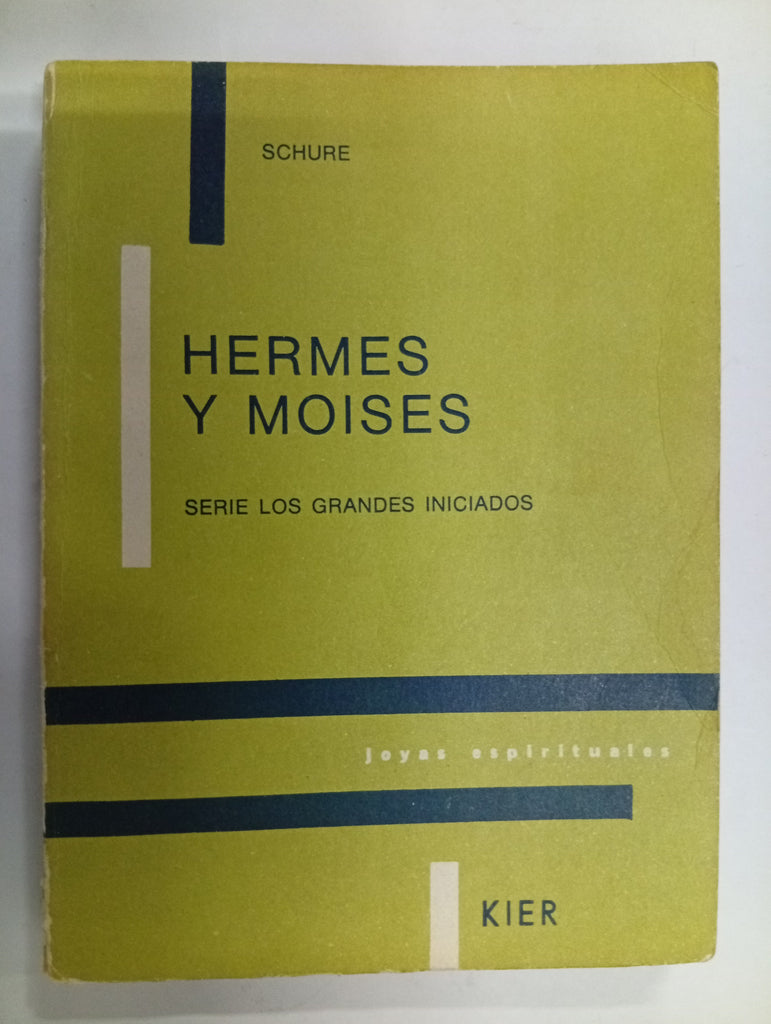 SCHURE
HERMES
Y MOISES
SERIE LOS GRANDES INICIADOS
joyas espirituales
KIER